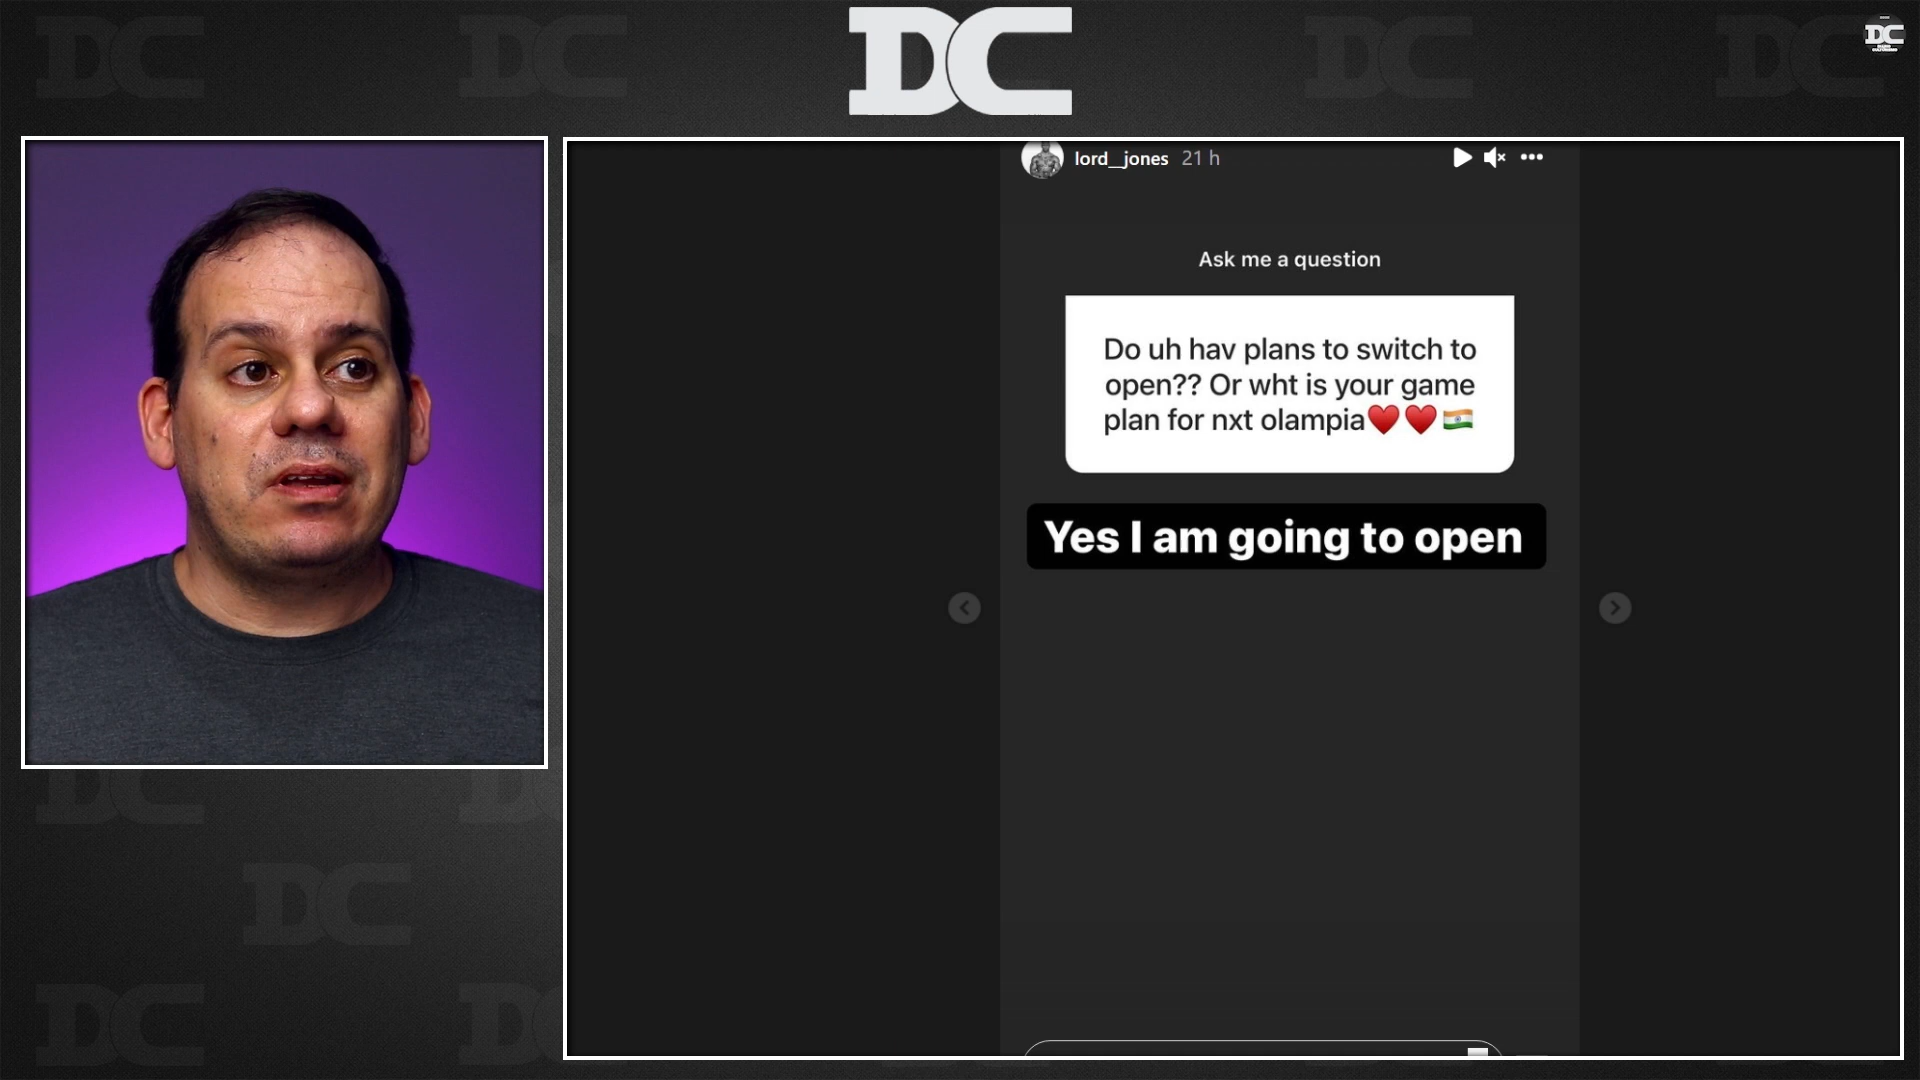 DC
DC
lord__jones 21 h
Ask me a question
Do uh hav plans to switch to
open?? Or wht is your game
plan for nxt olampia❤️❤️🇮🇳
Yes I am going to open